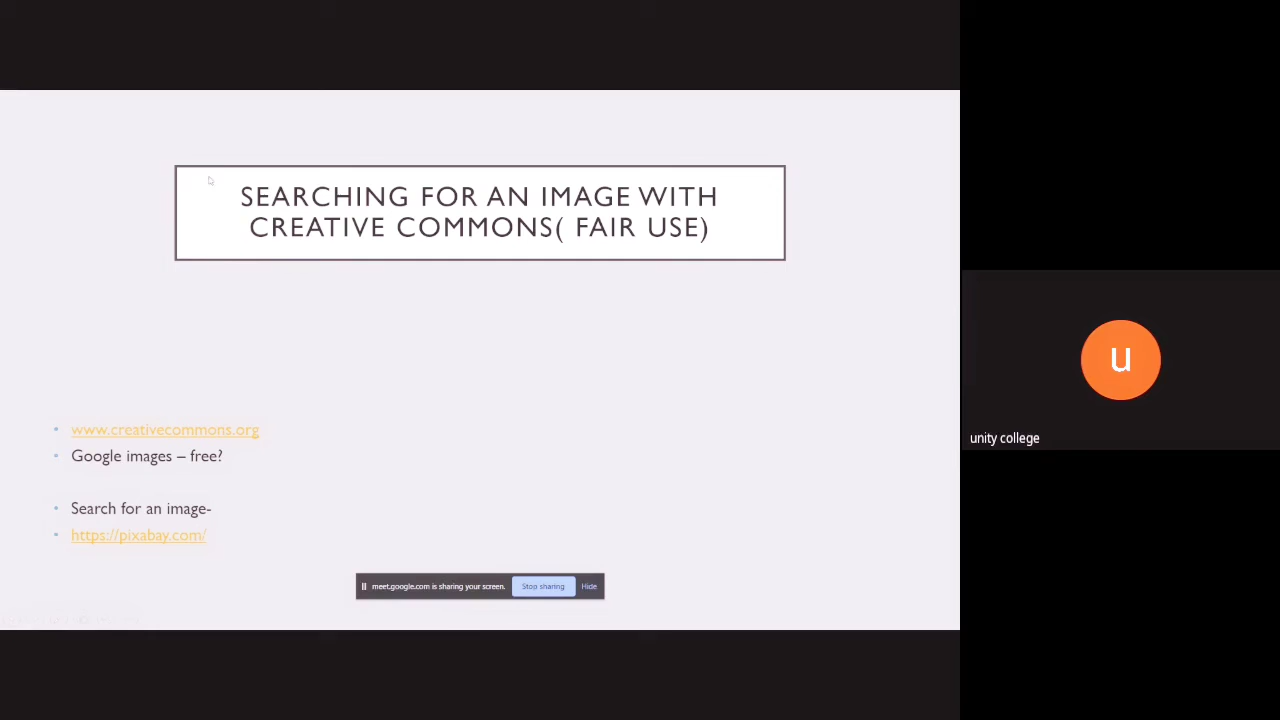 SEARCHING FOR AN IMAGE WITH
CREATIVE COMMONS( FAIR USE)
• www.creativecommons.org
• Google images – free?
• Search for an image-
• https://pixabay.com/
meet.google.com is sharing your screen. Stop sharing Hide
u
unity college